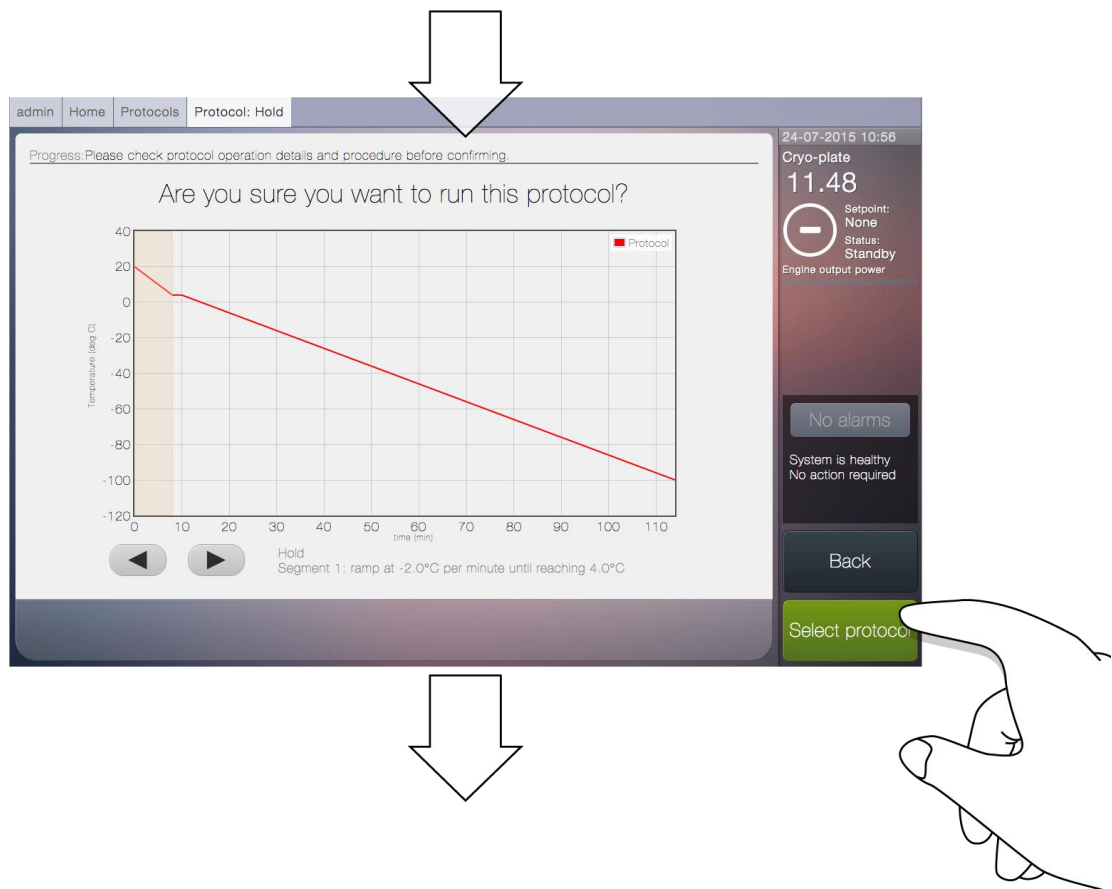 admin Home Protocols Protocol: Hold
24-07-2015 10:56
Progress:Please check protocol operation details and procedure before confirming.
Cryo-plate
11.48
Are you sure you want to run this protocol?
Setpoint:
None
Status:
Standby
Engine output power
Protocol
40
20
0
-20
-40
-60
-80
-100
-120
Temperature (deg C)
0 10 20 30 40 50 60 70 80 90 100 110
time (min)
No alarms
System is healthy
No action required
Hold
Segment 1: ramp at -2.0°C per minute until reaching 4.0°C
Back
Select protocol